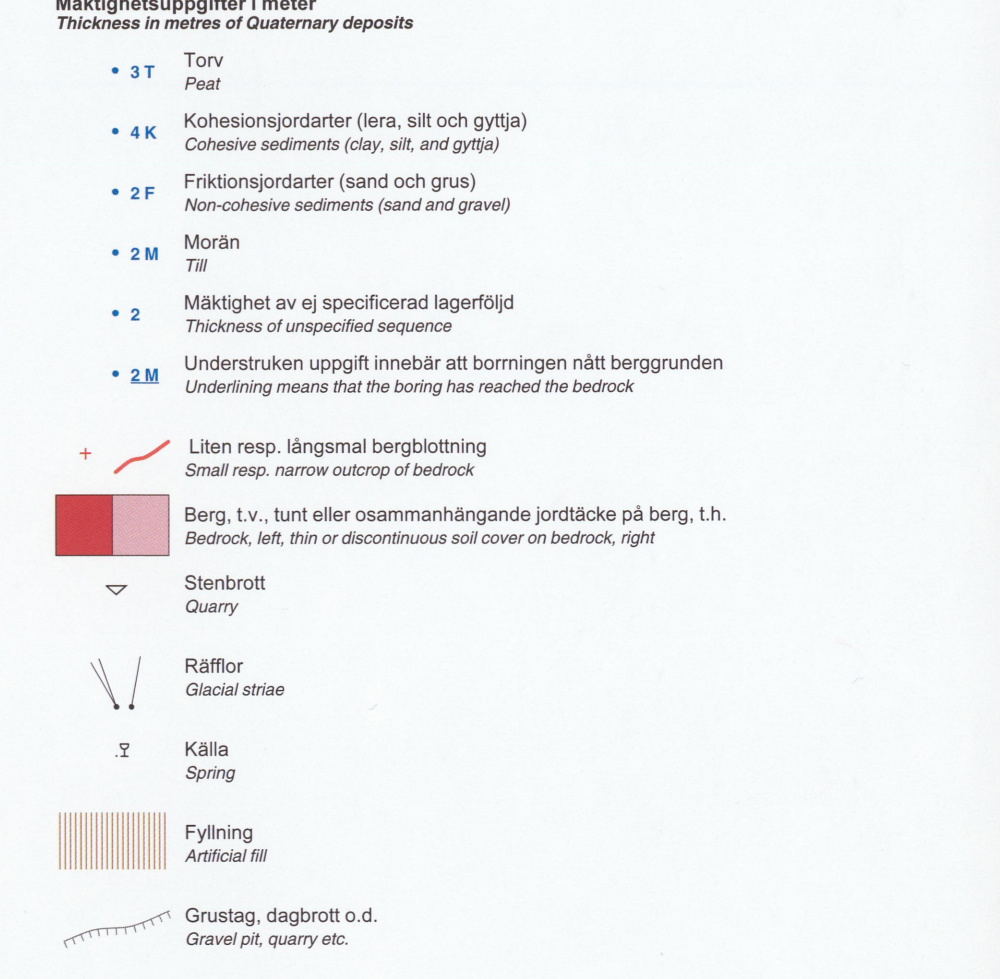 Mäktighetsuppgifter i meter
Thickness in metres of Quaternary deposits
3 T Torv
Peat
4 K Kohesionsjordarter (lera, silt och gyttja)
Cohesive sediments (clay, silt, and gyttja)
2 F Friktionsjordarter (sand och grus)
Non-cohesive sediments (sand and gravel)
2 M Morän
Till
2 Mäktighet av ej specificerad lagerföljd
Thickness of unspecified sequence
2 M Understruken uppgift innebär att borrningen nått berggrunden
Underlining means that the boring has reached the bedrock
Liten resp. långsmal bergblottning
Small resp. narrow outcrop of bedrock
Berg, t.v., tunt eller osammanhängande jordtäcke på berg, t.h.
Bedrock, left, thin or discontinuous soil cover on bedrock, right
Stenbrott
Quarry
Räfflor
Glacial striae
Källa
Spring
Fyllning
Artificial fill
Grustag, dagbrott o.d.
Gravel pit, quarry etc.